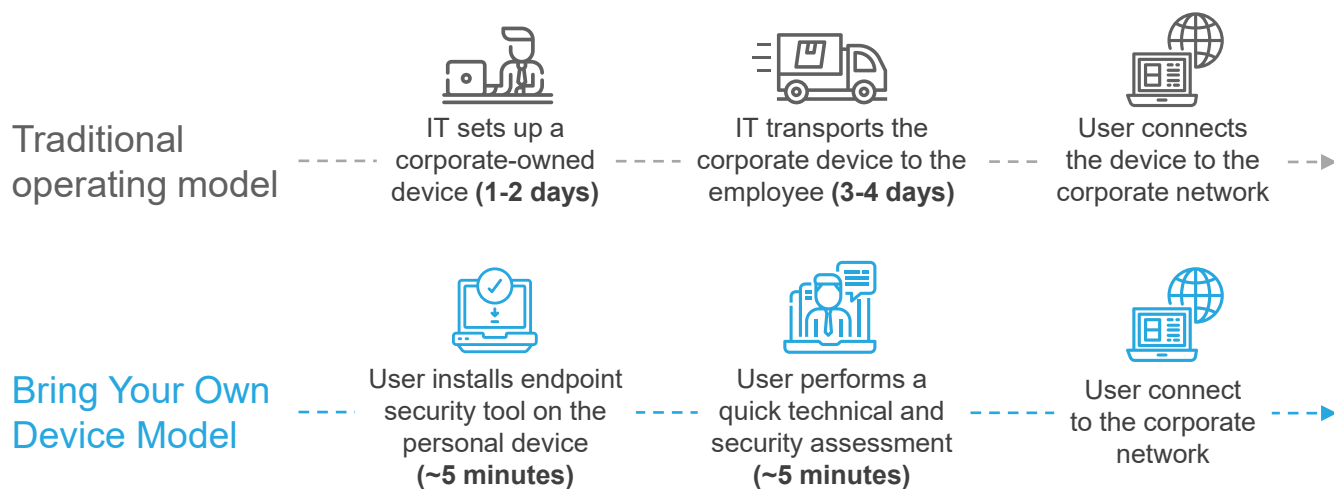 Traditional
operating model
IT sets up a
corporate-owned
device (1-2 days)
IT transports the
corporate device to the
employee (3-4 days)
User connects
the device to the
corporate network
Bring Your Own
Device Model
User installs endpoint
security tool on the
personal device
(~5 minutes)
User performs a
quick technical and
security assessment
(~5 minutes)
User connect
to the corporate
network